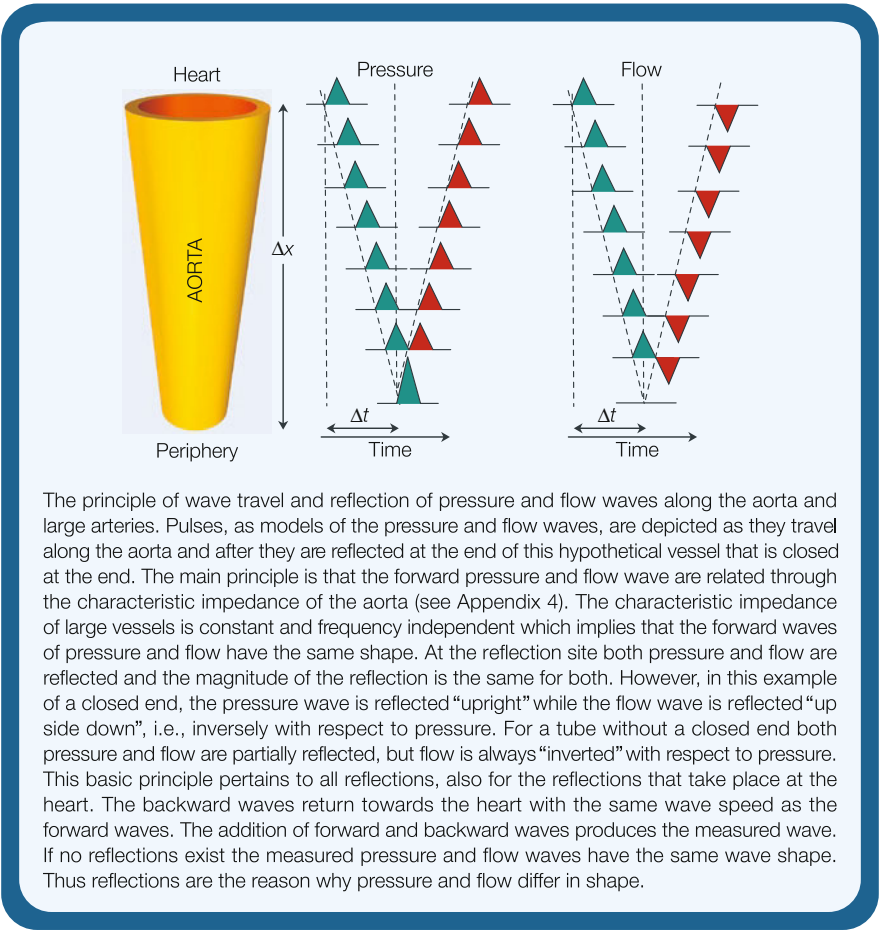 Heart
Pressure
Flow
AORTA
Δx
Δt
Δt
Periphery
Time
Time
The principle of wave travel and reflection of pressure and flow waves along the aorta and
large arteries. Pulses, as models of the pressure and flow waves, are depicted as they travel
along the aorta and after they are reflected at the end of this hypothetical vessel that is closed
at the end. The main principle is that the forward pressure and flow wave are related through
the characteristic impedance of the aorta (see Appendix 4). The characteristic impedance
of large vessels is constant and frequency independent which implies that the forward waves
of pressure and flow have the same shape. At the reflection site both pressure and flow are
reflected and the magnitude of the reflection is the same for both. However, in this example
of a closed end, the pressure wave is reflected “upright” while the flow wave is reflected “up
side down”, i.e., inversely with respect to pressure. For a tube without a closed end both
pressure and flow are partially reflected, but flow is always “inverted” with respect to pressure.
This basic principle pertains to all reflections, also for the reflections that take place at the
heart. The backward waves return towards the heart with the same wave speed as the
forward waves. The addition of forward and backward waves produces the measured wave.
If no reflections exist the measured pressure and flow waves have the same wave shape.
Thus reflections are the reason why pressure and flow differ in shape.